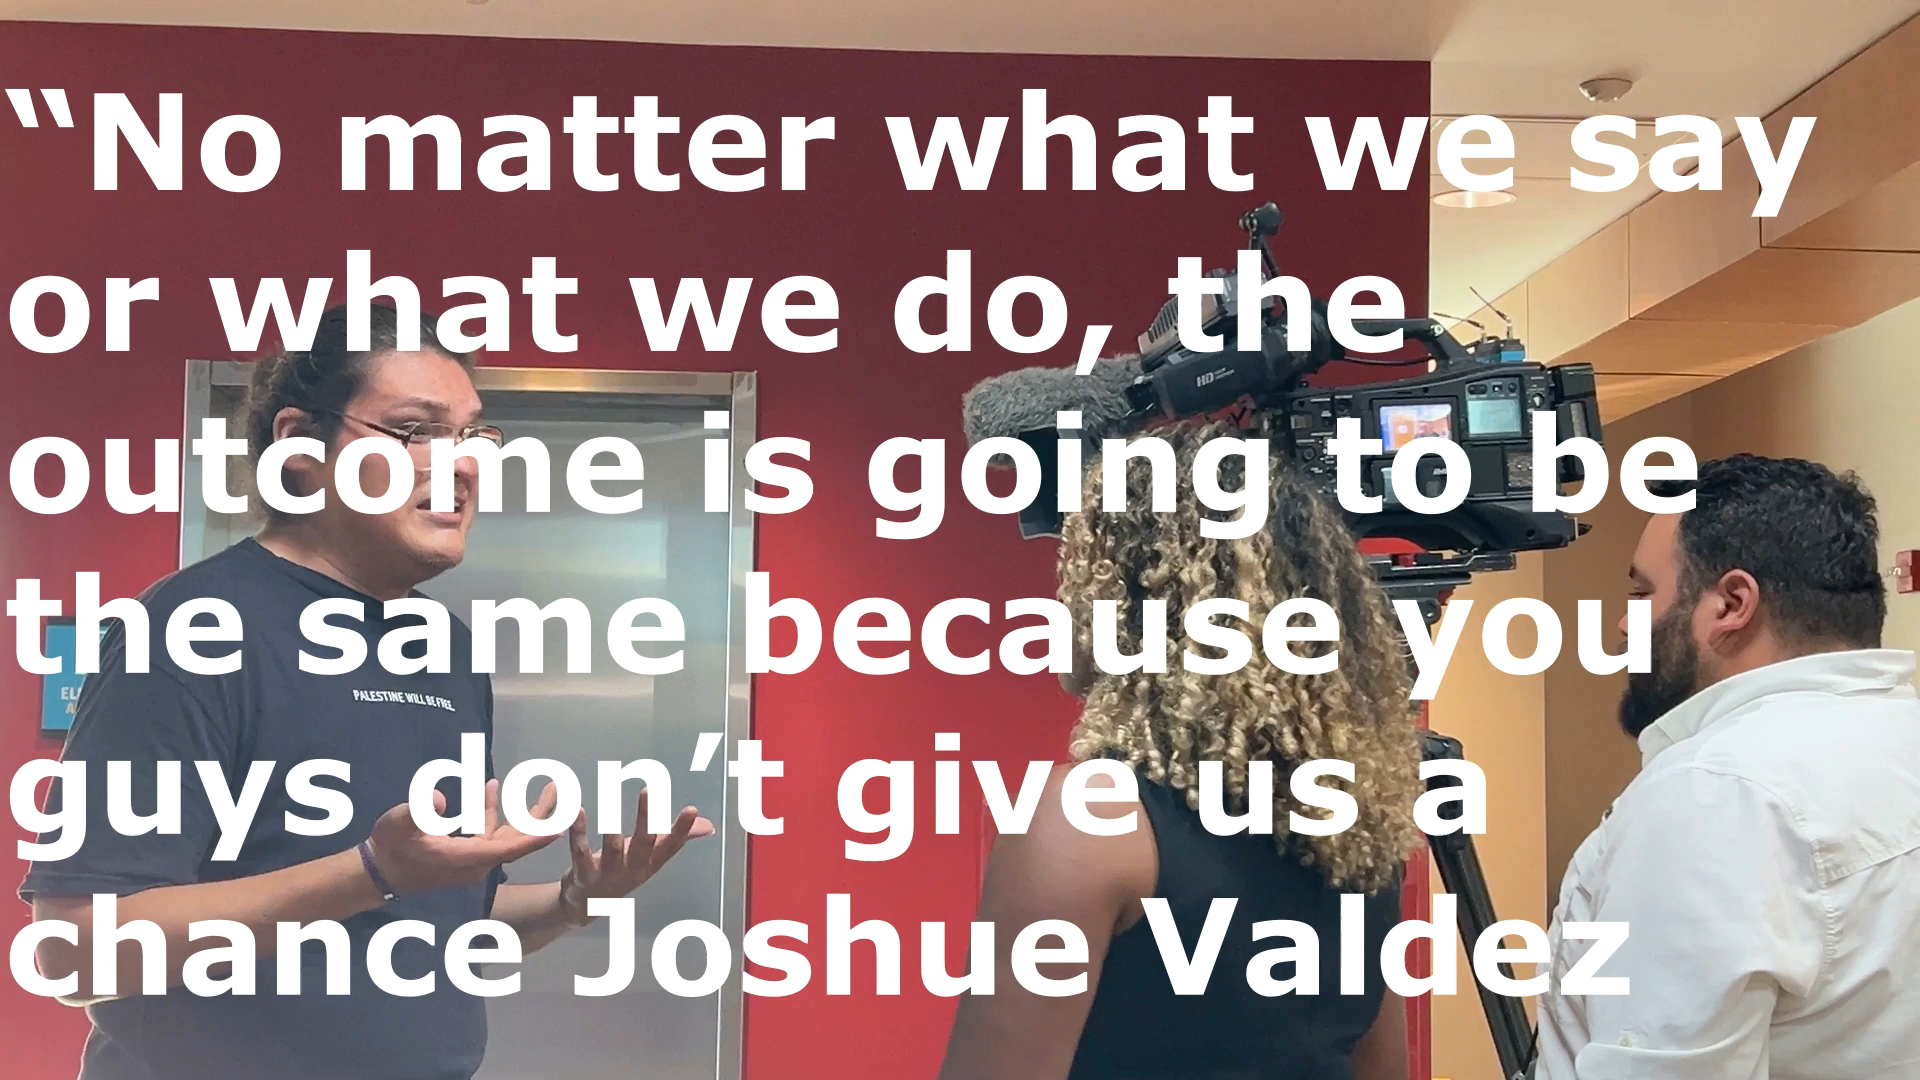 “No matter what we say
or what we do, the
outcome is going to be
the same because you
guys don’t give us a
chance Joshue Valdez
HD
PALESTINE WILL BE FREE.